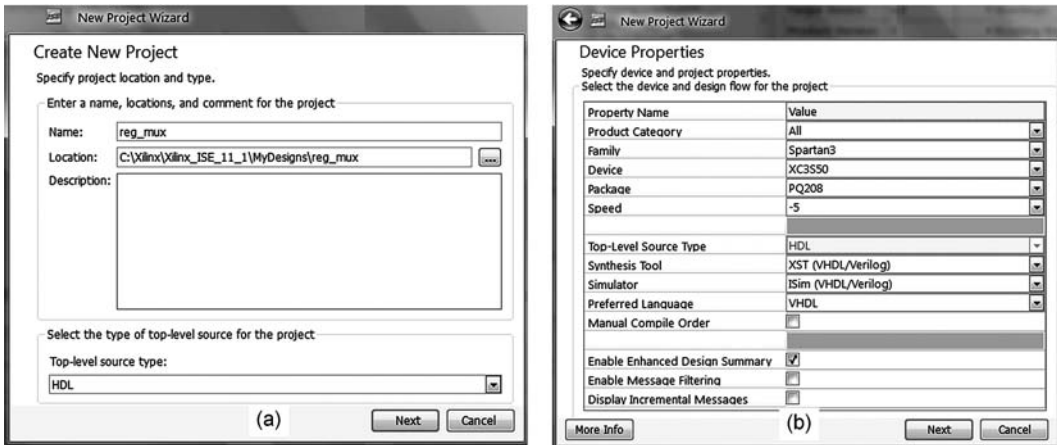 New Project Wizard
Create New Project
Specify project location and type.
Enter a name, locations, and comment for the project
Name: reg_mux
Location: C:\Xilinx\Xilinx_ISE_11_1\MyDesigns\reg_mux ...
Description:
Select the type of top-level source for the project
Top-level source type:
HDL
(a)
Next Cancel
New Project Wizard
Device Properties
Specify device and project properties.
Select the device and design flow for the project
Property Name Value
Product Category All
Family Spartan3
Device XC3S50
Package PQ208
Speed -5
Top-Level Source Type HDL
Synthesis Tool XST (VHDL/Verilog)
Simulator ISim (VHDL/Verilog)
Preferred Language VHDL
Manual Compile Order
Enable Enhanced Design Summary
Enable Message Filtering
Display Incremental Messages
More Info (b) Next Cancel